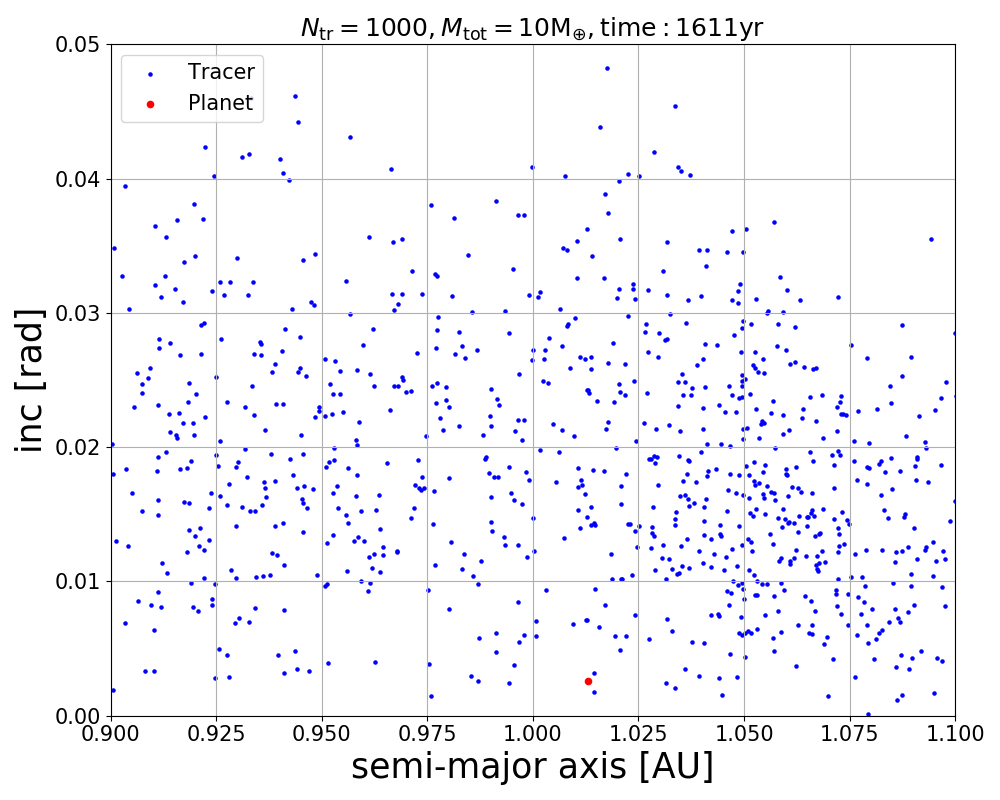 N_tr = 1000, M_tot = 10M_⊕, time : 1611yr
Tracer
Planet
0.05
0.04
0.03
0.02
0.01
0.00
inc [rad]
0.900 0.925 0.950 0.975 1.000 1.025 1.050 1.075 1.100
semi-major axis [AU]